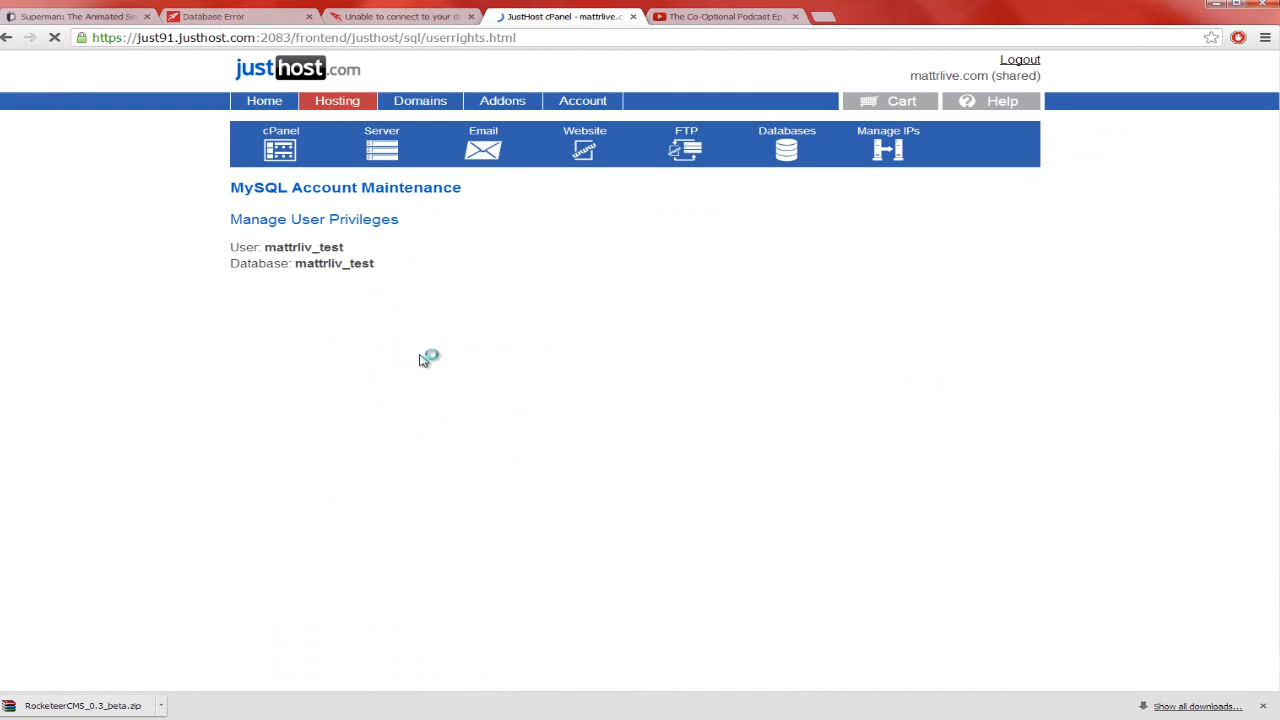 Superman: The Animated Se
Database Error
Unable to connect to your d
JustHost cPanel - mattrlive.c
The Co-Optional Podcast Ep
https://just91.justhost.com:2083/frontend/justhost/sql/userrights.html
justhost.com
Logout
mattrlive.com (shared)
Home
Hosting
Domains
Addons
Account
Cart
Help
cPanel
Server
Email
Website
FTP
Databases
Manage IPs
www
MySQL Account Maintenance
Manage User Privileges
User: mattrliv_test
Database: mattrliv_test
RocketeerCMS_0.3_beta.zip
Show all downloads...